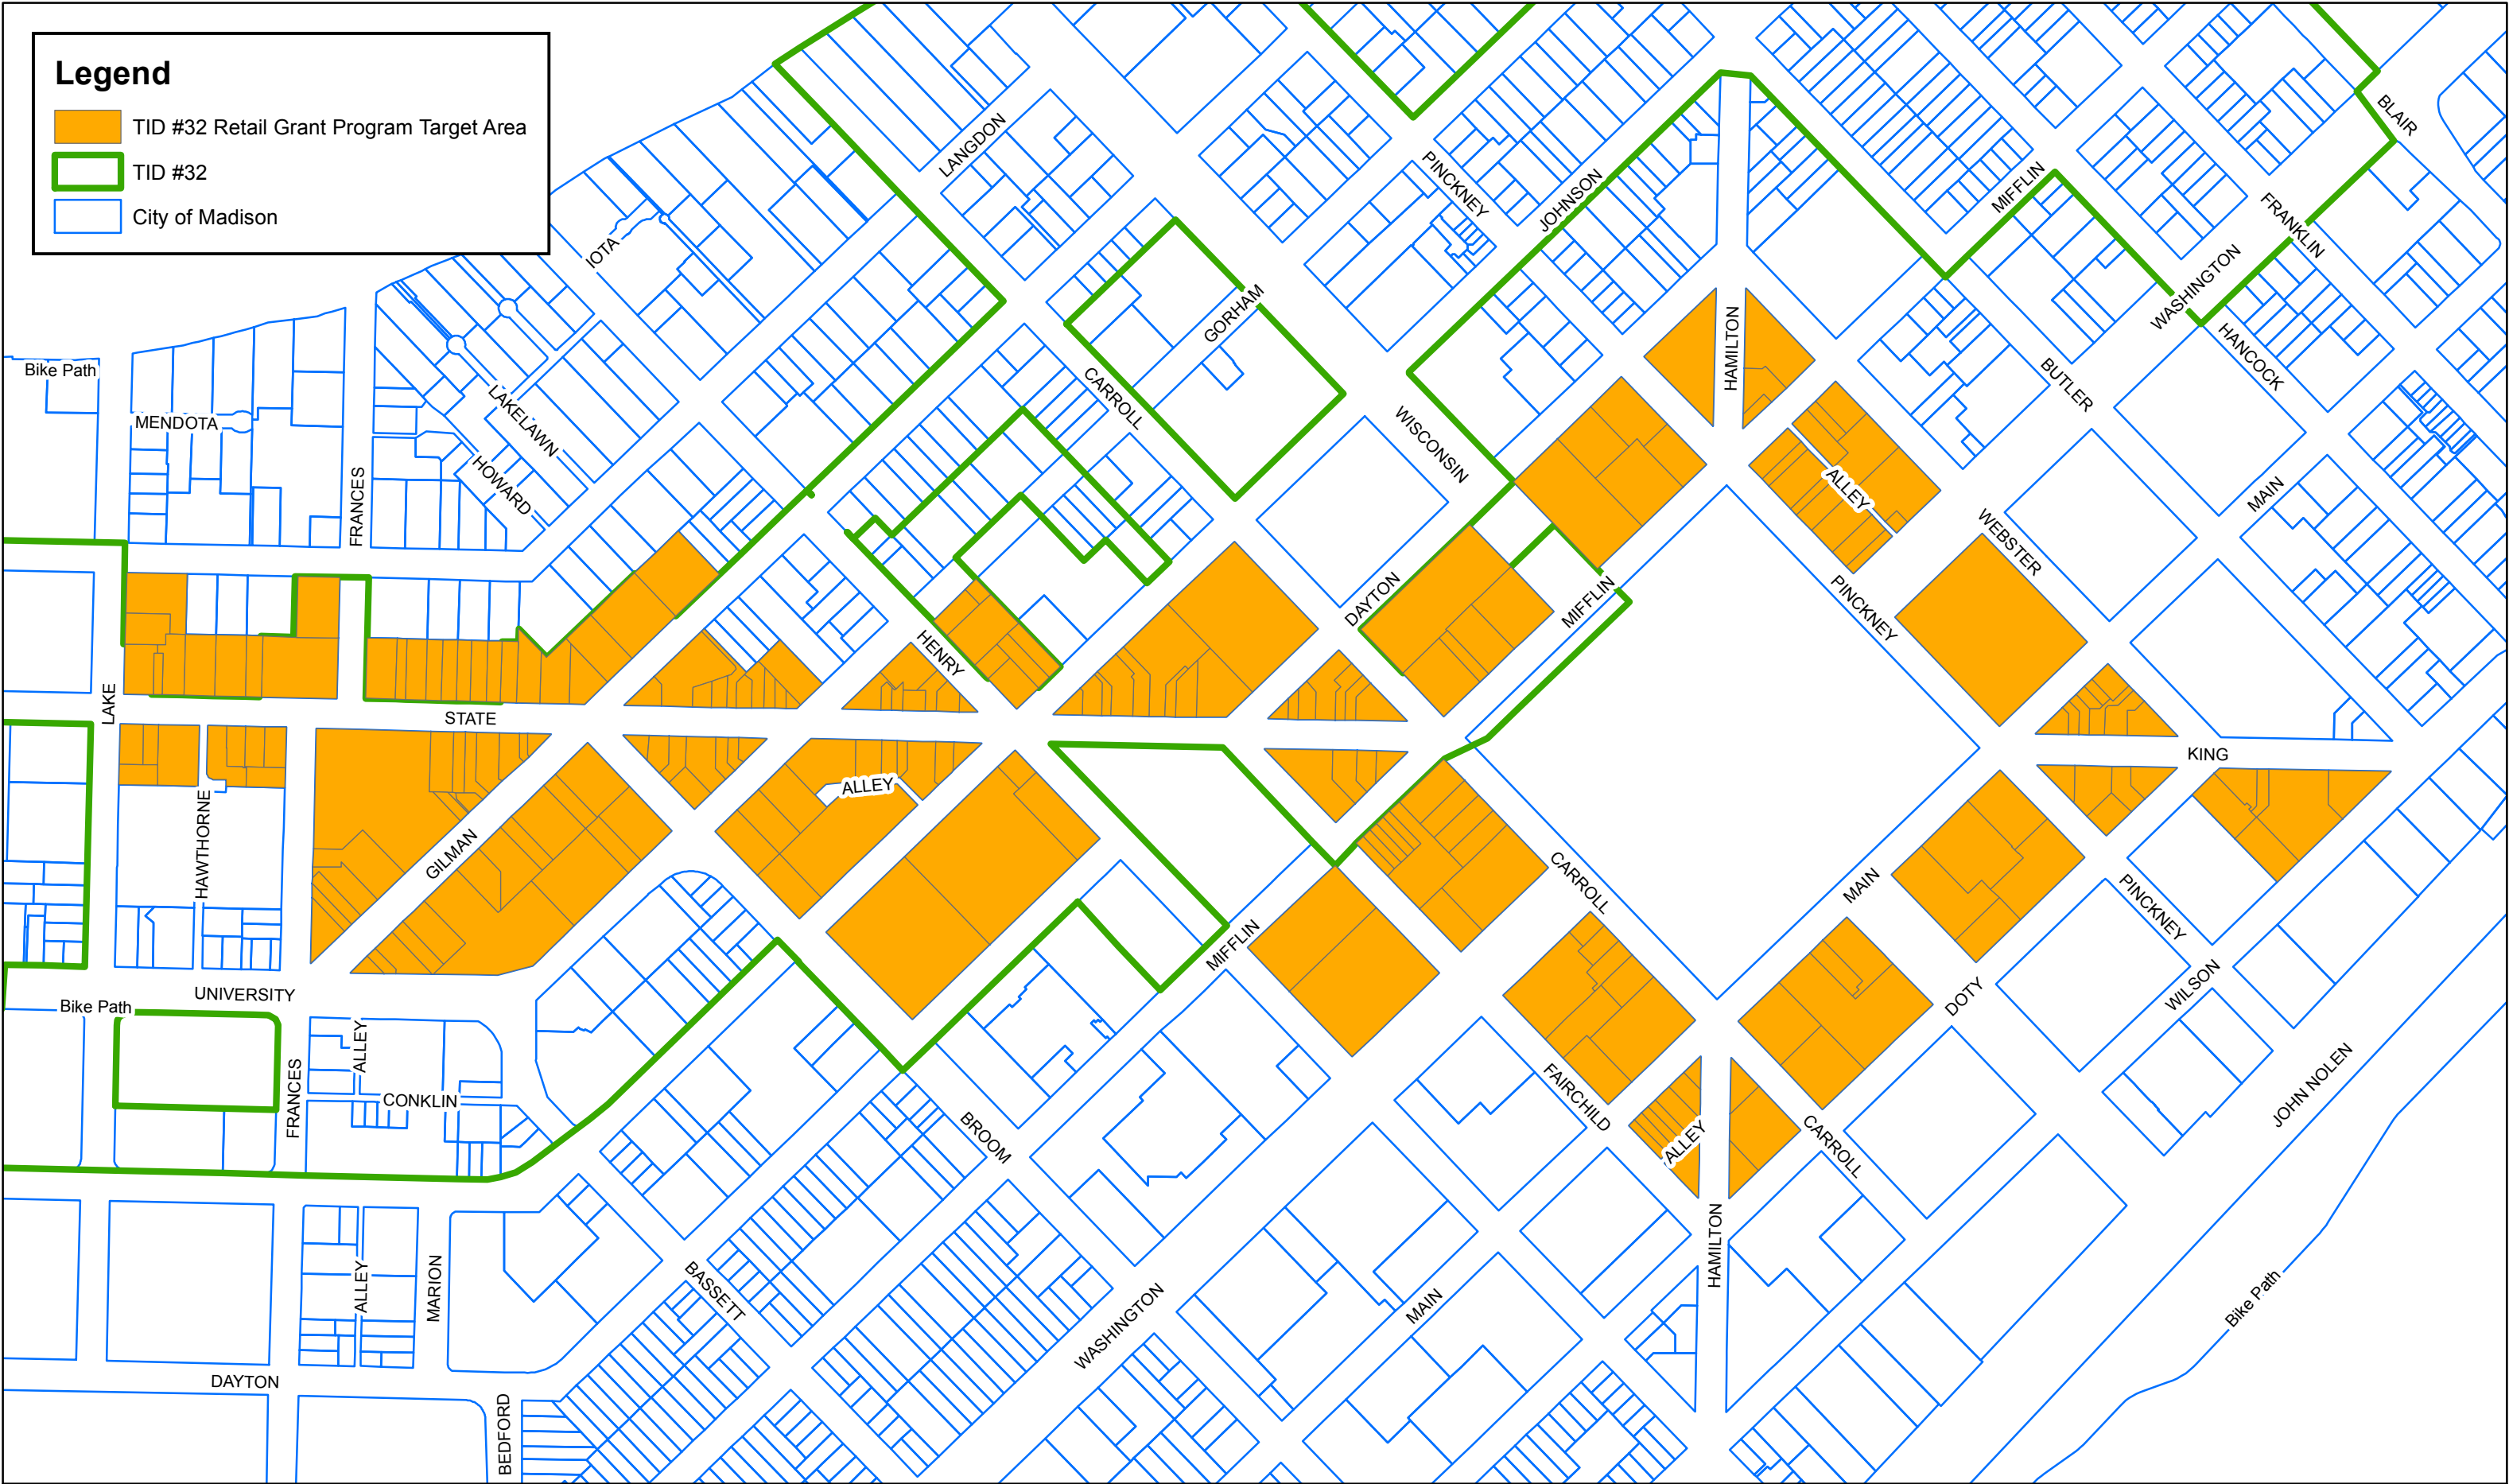 Legend
TID #32 Retail Grant Program Target Area
TID #32
City of Madison
LANGDON
BLAIR
PINCKNEY
JOHNSON
MIFFLIN
FRANKLIN
IOTA
WASHINGTON
GORHAM
HAMILTON
HANCOCK
Bike Path
CARROLL
BUTLER
LAKELAWN
MENDOTA
WISCONSIN
HOWARD
FRANCES
ALLEY
MAIN
WEBSTER
DAYTON
MIFFLIN
PINCKNEY
HENRY
LAKE
STATE
KING
ALLEY
HAWTHORNE
GILMAN
CARROLL
MAIN
PINCKNEY
MIFFLIN
UNIVERSITY
Bike Path
DOTY
WILSON
ALLEY
FRANCES
CONKLIN
FAIRCHILD
JOHN NOLEN
BROOM
ALLEY
CARROLL
HAMILTON
MARION
ALLEY
BASSETT
WASHINGTON
MAIN
Bike Path
DAYTON
BEDFORD